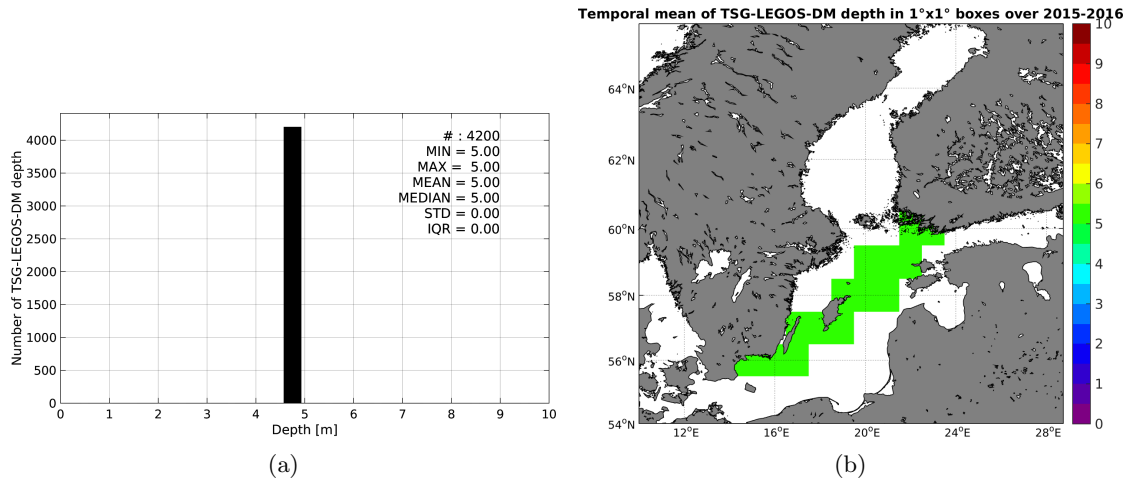 Temporal mean of TSG-LEGOS-DM depth in 1°x1° boxes over 2015-2016
Number of TSG-LEGOS-DM depth
4000
3500
3000
2500
2000
1500
1000
500
0
# : 4200
MIN = 5.00
MAX = 5.00
MEAN = 5.00
MEDIAN = 5.00
STD = 0.00
IQR = 0.00
0 1 2 3 4 5 6 7 8 9 10
Depth [m]
(a)
64°N
62°N
60°N
58°N
56°N
54°N
12°E 16°E 20°E 24°E 28°E
10
9
8
7
6
5
4
3
2
1
0
(b)